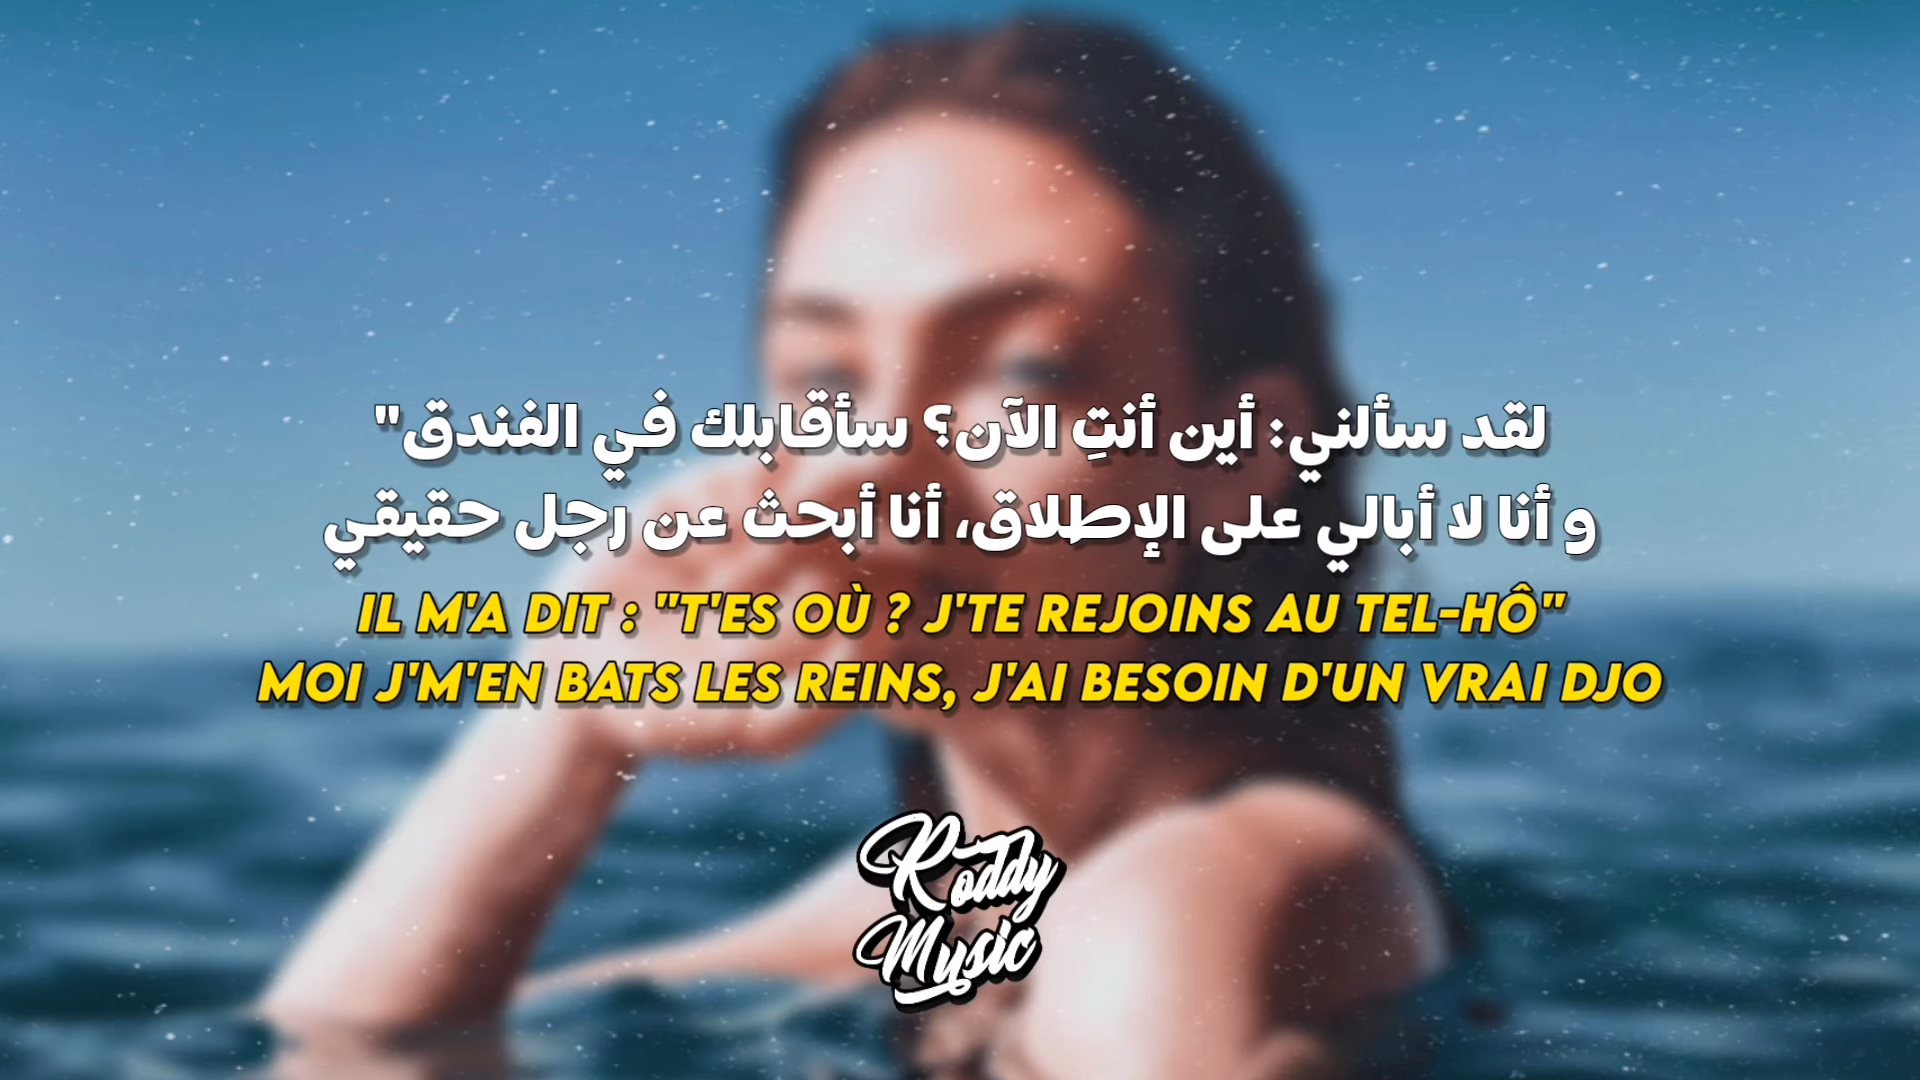 لقد سألني: أين أنتِ الآن؟ سأقابلك في الفندق"
و أنا لا أبالي على الإطلاق، أنا أبحث عن رجل حقيقي
IL M'A DIT : "T'ES OÙ ? J'TE REJOINS AU TEL-HÔ"
MOI J'M'EN BATS LES REINS, J'AI BESOIN D'UN VRAI DJO
Roddy
Music